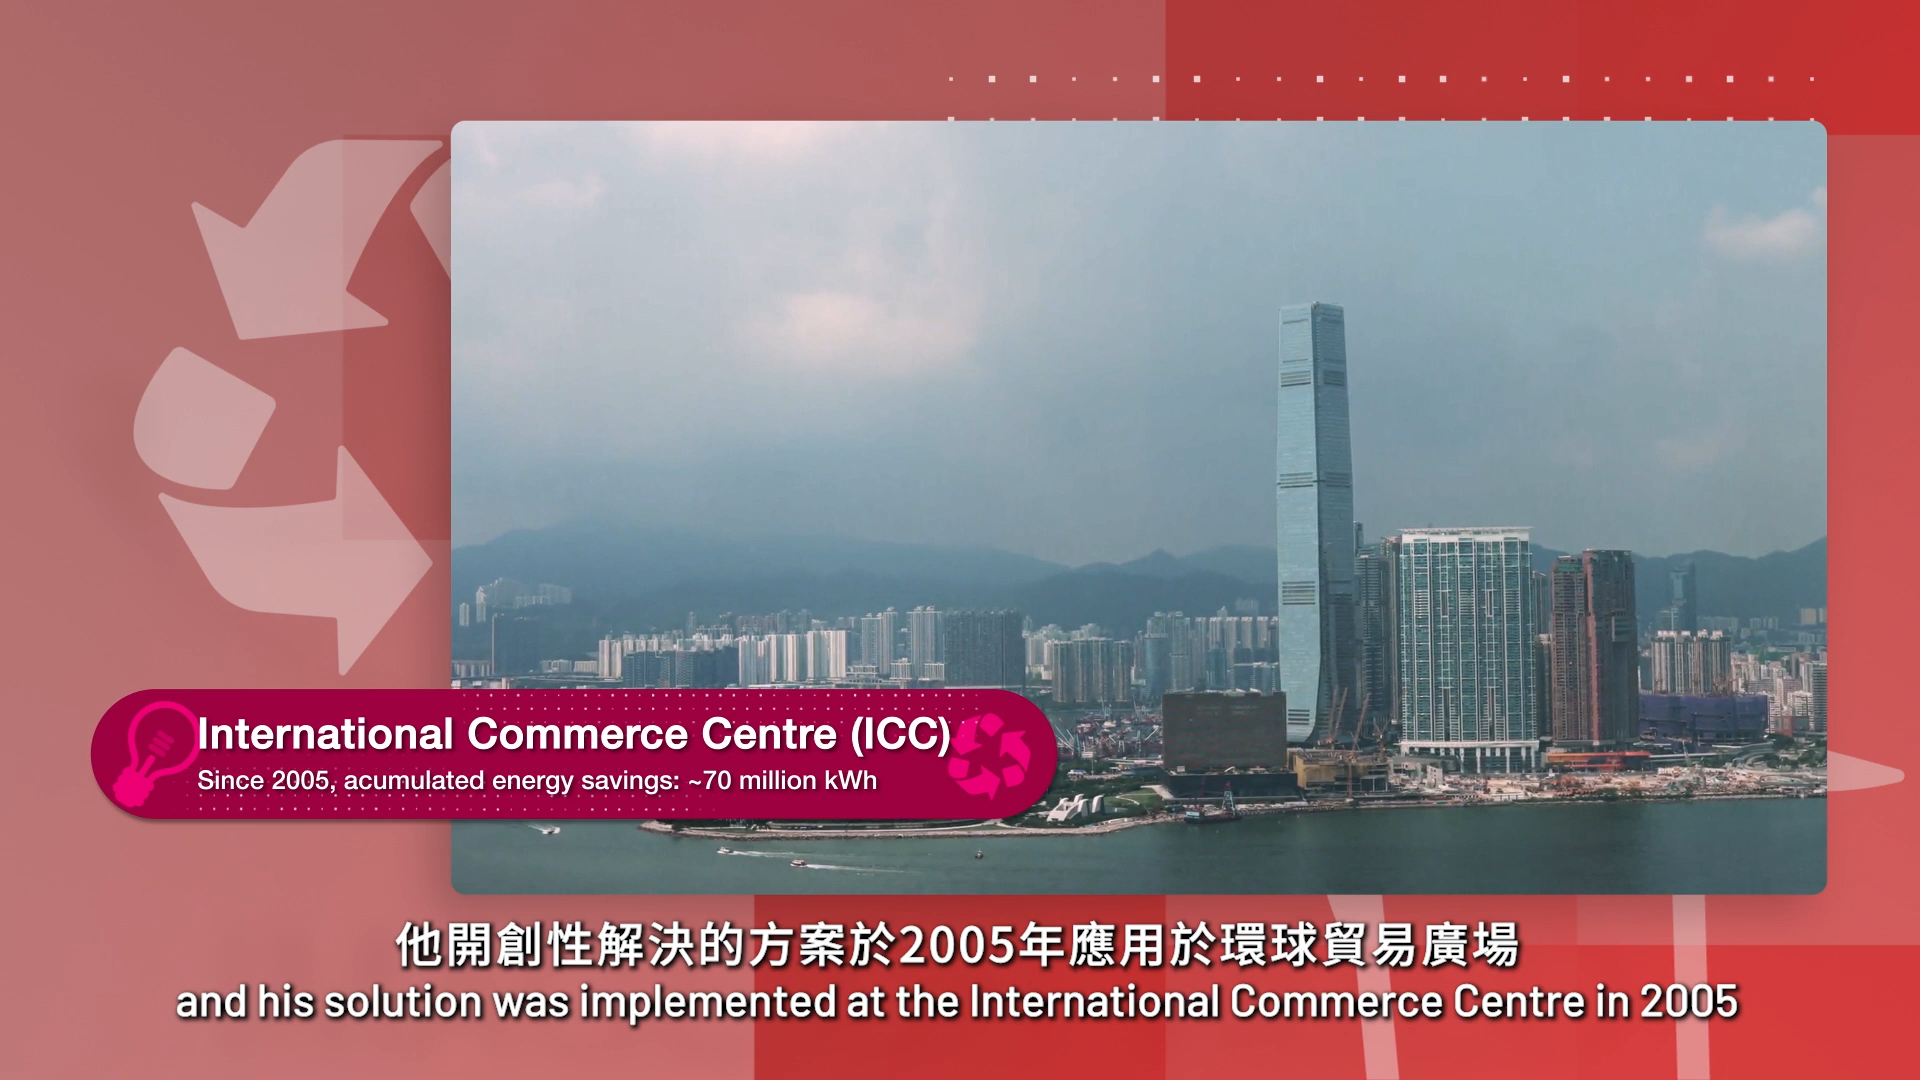 International Commerce Centre (ICC)
Since 2005, acumulated energy savings: ~70 million kWh
他開創性解決的方案於2005年應用於環球貿易廣場
and his solution was implemented at the International Commerce Centre in 2005